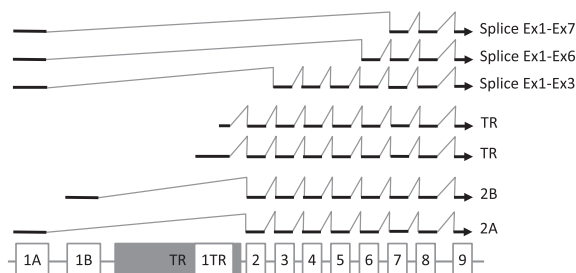 Splice Ex1-Ex7
Splice Ex1-Ex6
Splice Ex1-Ex3
TR
TR
2B
2A
1A 1B TR 1TR 2 3 4 5 6 7 8 9